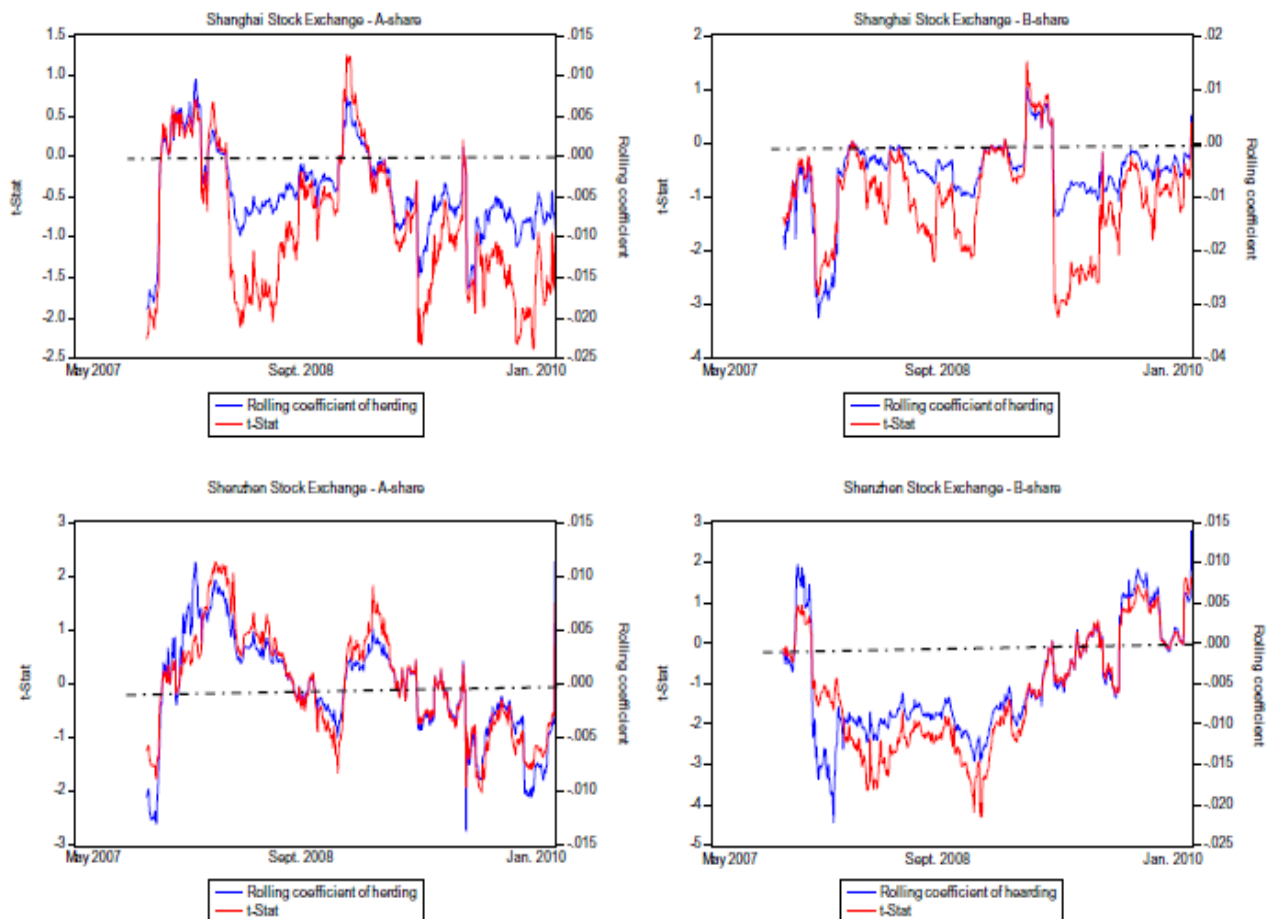 Shanghai Stock Exchange - A-share
1.5
1.0
0.5
0.0
-0.5
-1.0
-1.5
-2.0
-2.5
t-Stat
.015
.010
.005
.000
-.005
-.010
-.015
-.020
-.025
Rolling coefficient
May 2007
Sept. 2008
Jan. 2010
Rolling coefficient of herding
t-Stat
Shanghai Stock Exchange - B-share
2
1
0
-1
-2
-3
-4
t-Stat
.02
.01
.00
-.01
-.02
-.03
-.04
Rolling coefficient
May 2007
Sept. 2008
Jan. 2010
Rolling coefficient of herding
t-Stat
Shenzhen Stock Exchange - A-share
3
2
1
0
-1
-2
-3
t-Stat
.015
.010
.005
.000
-.005
-.010
-.015
Rolling coefficient
May 2007
Sept. 2008
Jan. 2010
Rolling coefficient of herding
t-Stat
Shenzhen Stock Exchange - B-share
3
2
1
0
-1
-2
-3
-4
-5
t-Stat
.015
.010
.005
.000
-.005
-.010
-.015
-.020
-.025
Rolling coefficient
May 2007
Sept. 2008
Jan. 2010
Rolling coefficient of hearding
t-Stat